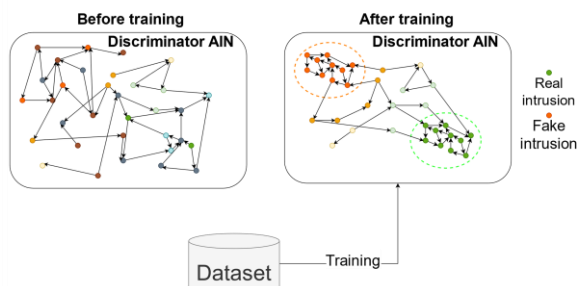 Before training
After training
Discriminator AIN
Discriminator AIN
Real
intrusion
Fake
intrusion
Training
Dataset